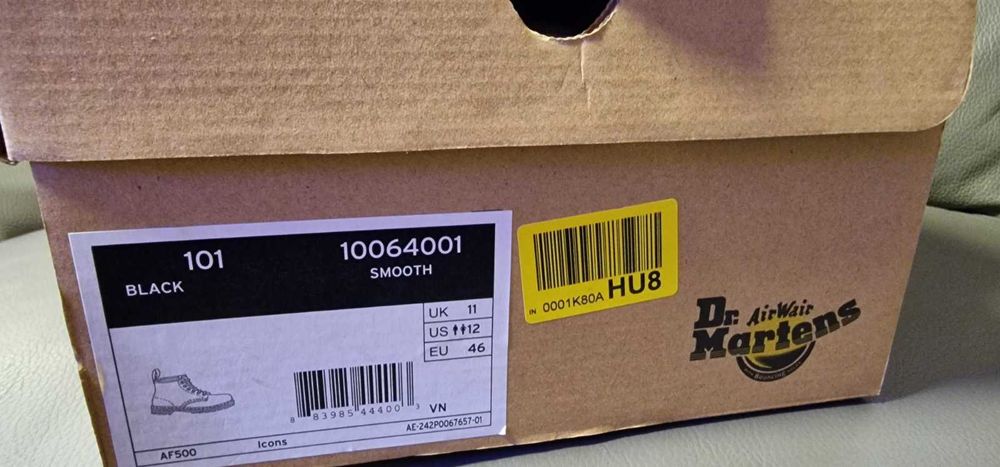 101 10064001
BLACK SMOOTH
UK 11
US 12
EU 46
8 83985 44400 3
VN
AE-242P0067657-01
Icons
AF500
IN 0001K80A HU8
Dr. AirWair
Martens